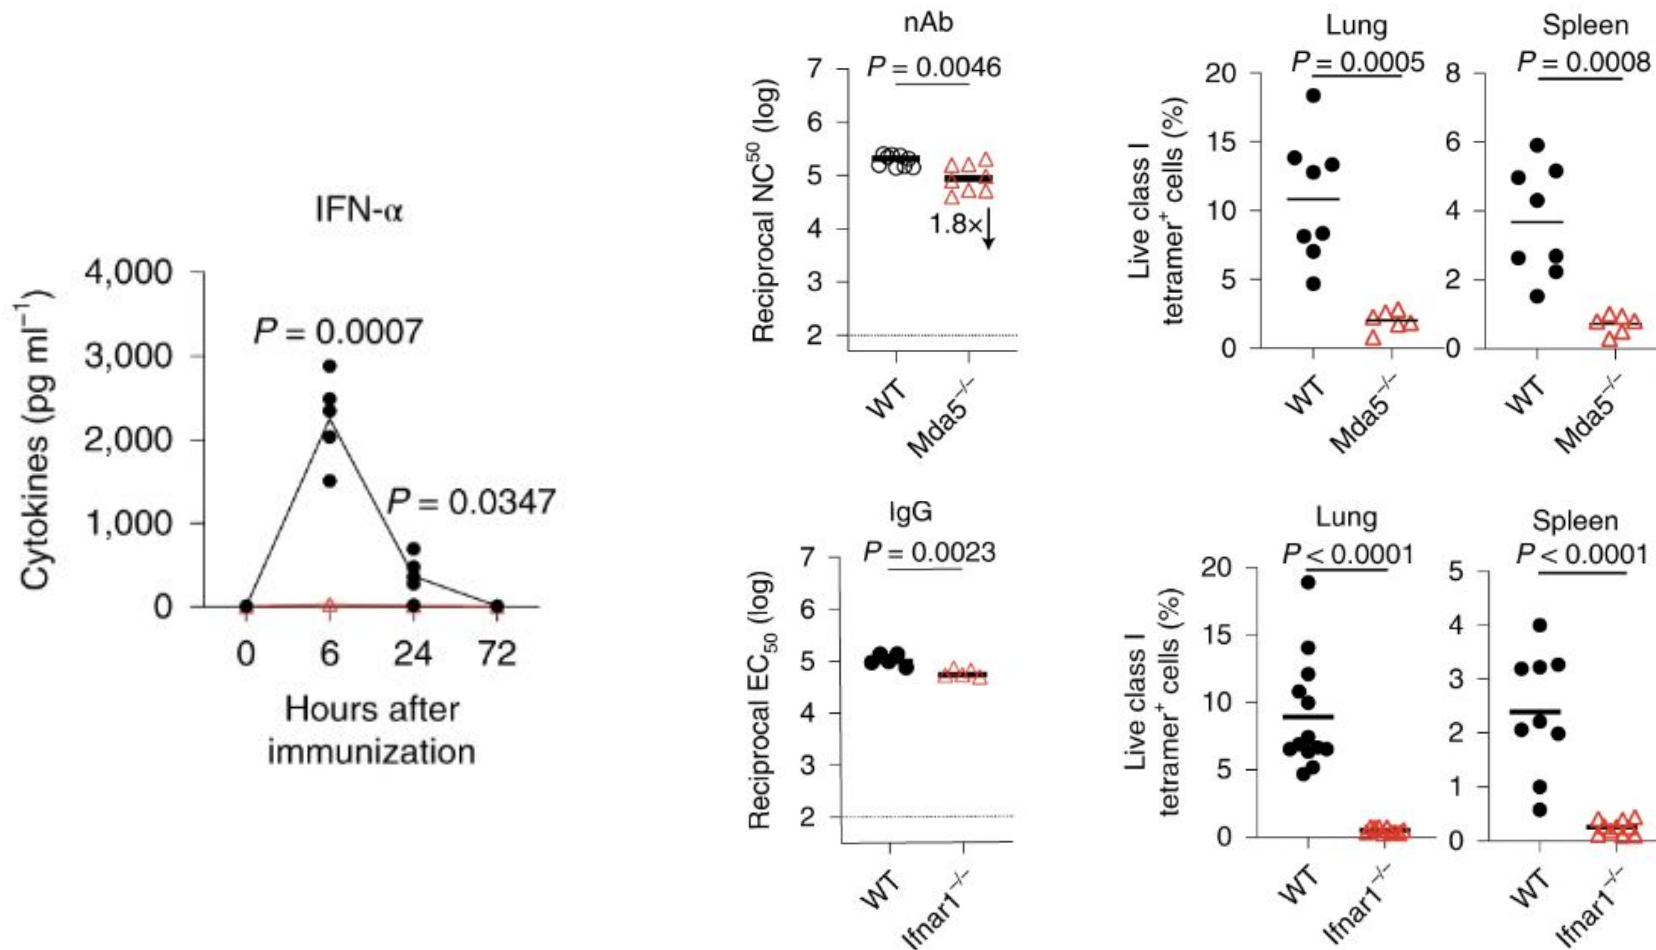 IFN-α
Cytokines (pg ml⁻¹)
4,000
3,000
2,000
1,000
0
P = 0.0007
P = 0.0347
0 6 24 72
Hours after
immunization
nAb
P = 0.0046
Reciprocal NC⁵⁰ (log)
7
6
5
4
3
2
1.8×
WT
Mda5⁻/⁻
Lung
P = 0.0005
Live class I
tetramer⁺ cells (%)
20
15
10
5
0
WT
Mda5⁻/⁻
Spleen
P = 0.0008
8
6
4
2
0
WT
Mda5⁻/⁻
IgG
P = 0.0023
Reciprocal EC₅₀ (log)
7
6
5
4
3
2
WT
Ifnar1⁻/⁻
Lung
P < 0.0001
Live class I
tetramer⁺ cells (%)
20
15
10
5
0
WT
Ifnar1⁻/⁻
Spleen
P < 0.0001
5
4
3
2
1
0
WT
Ifnar1⁻/⁻